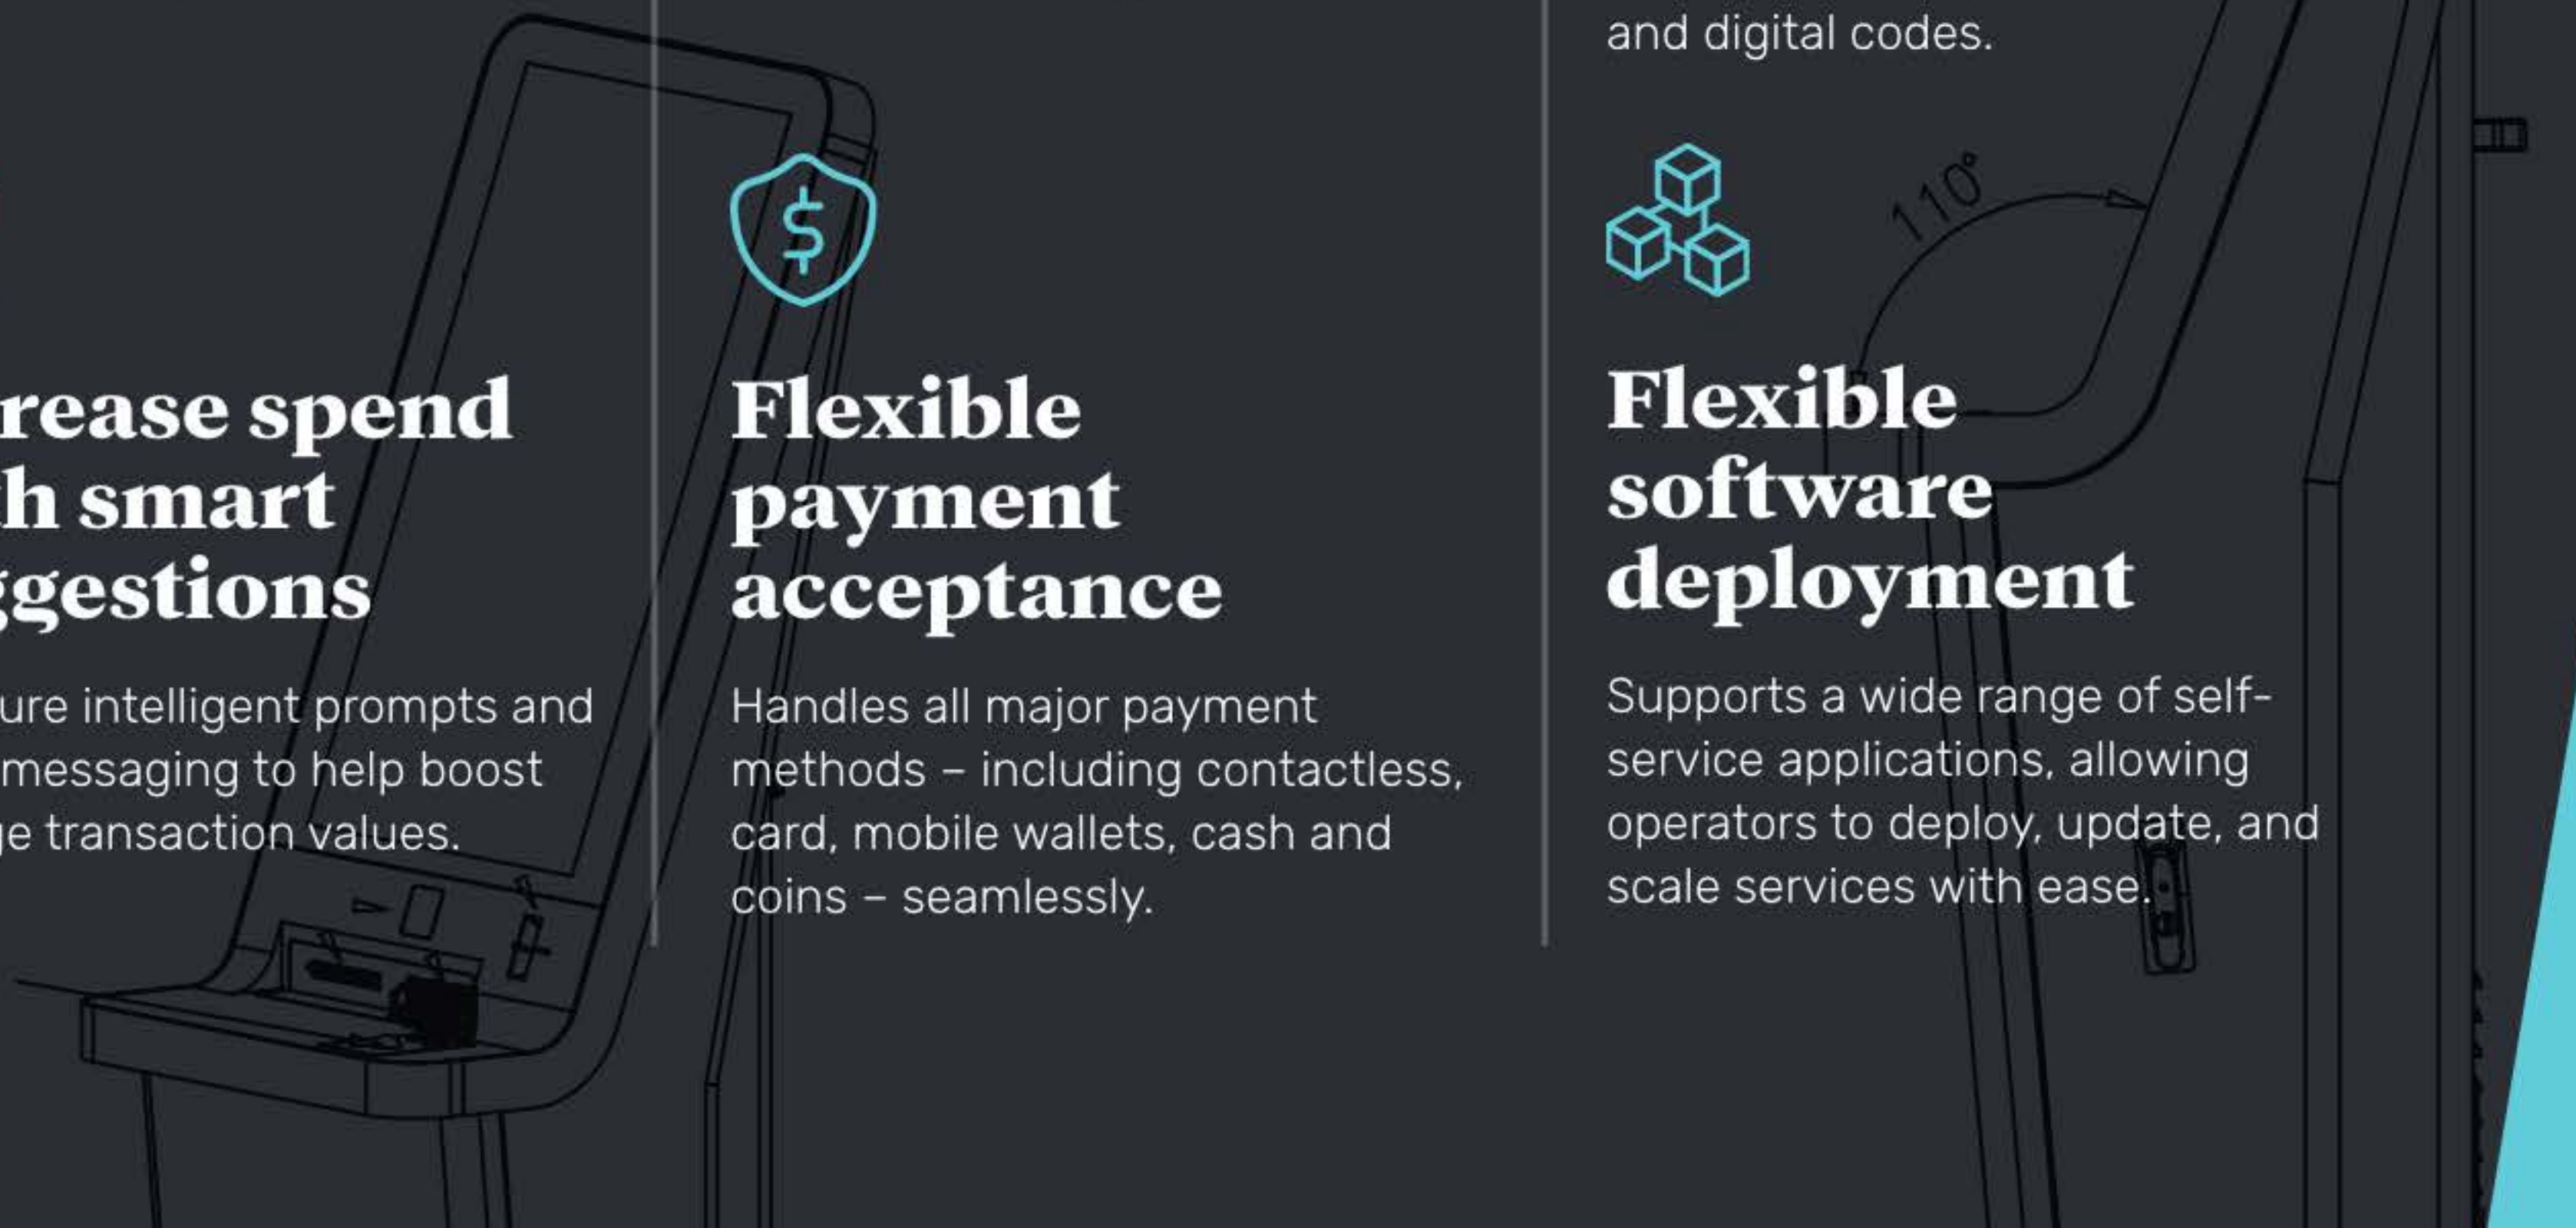 and digital codes.
110°
$
rease spend
h smart
ggestions
ure intelligent prompts and
messaging to help boost
ge transaction values.
Flexible
payment
acceptance
Handles all major payment
methods – including contactless,
card, mobile wallets, cash and
coins – seamlessly.
Flexible
software
deployment
Supports a wide range of self-
service applications, allowing
operators to deploy, update, and
scale services with ease.